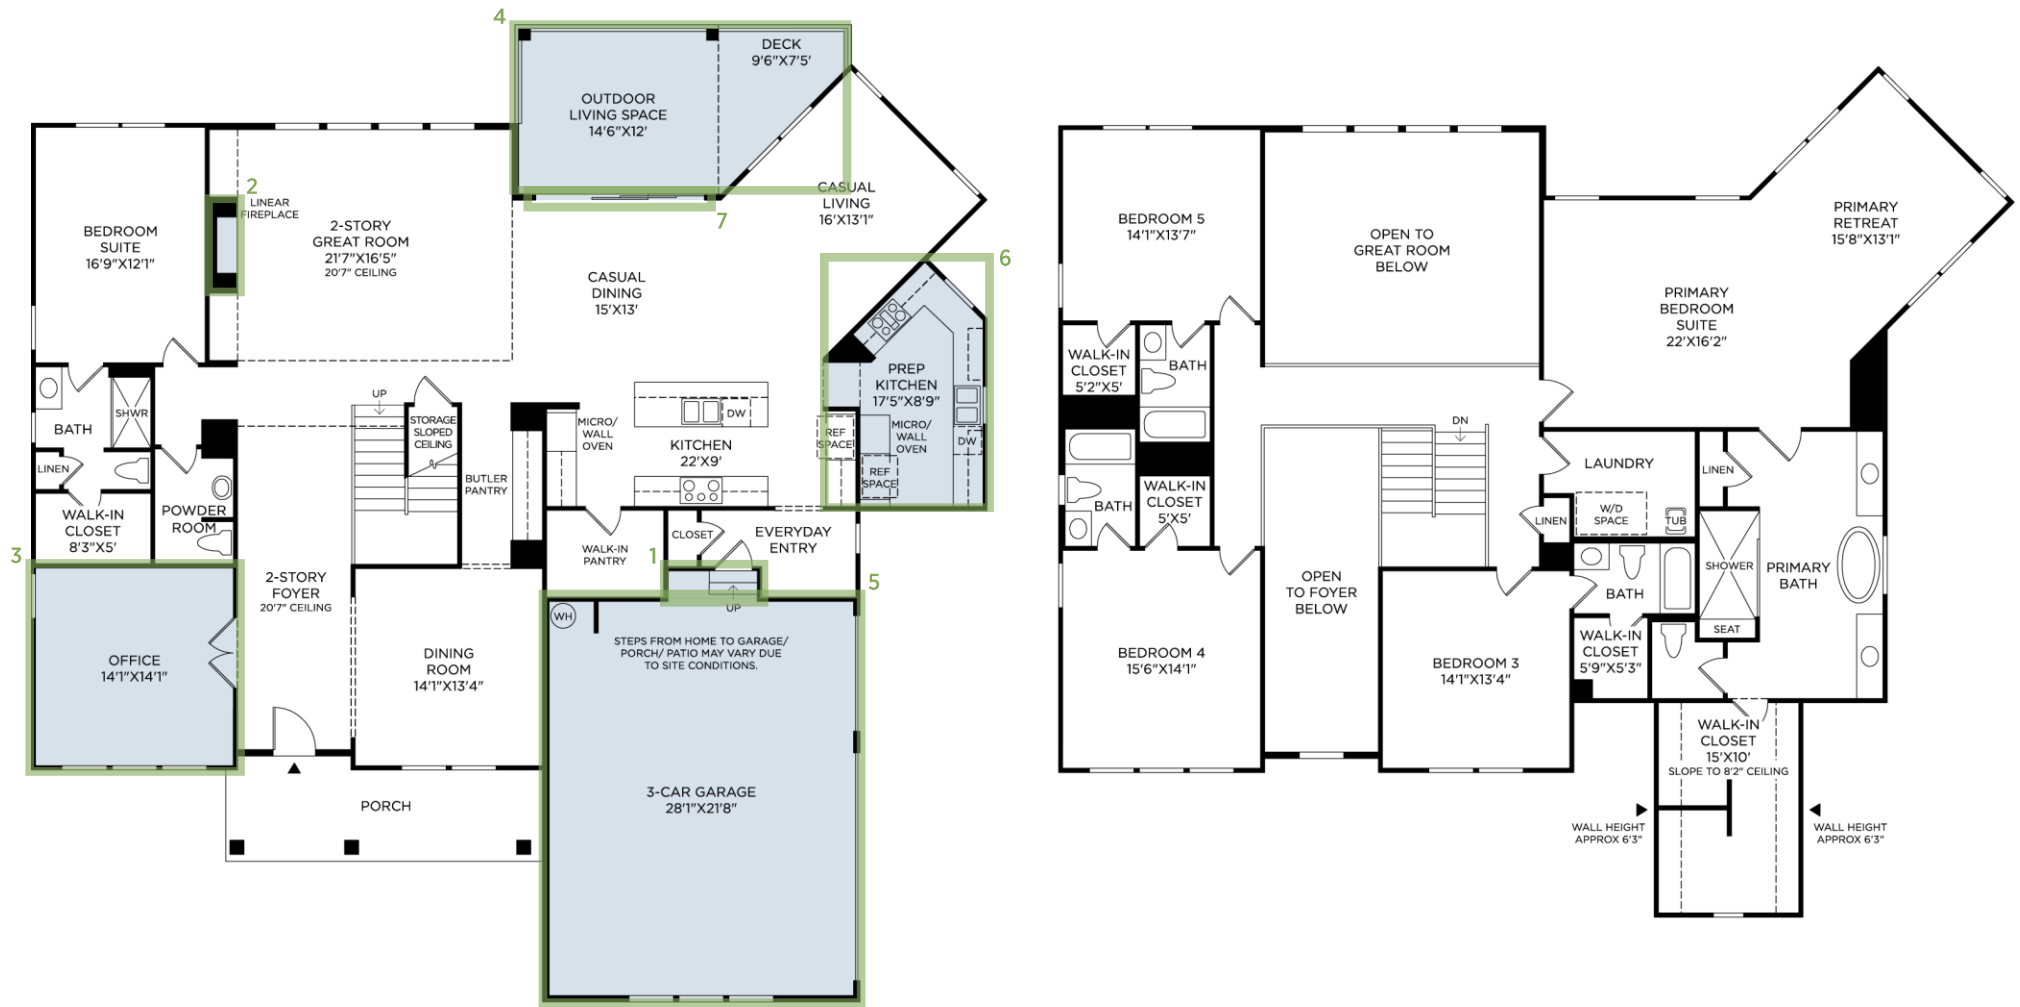 4
DECK
9'6"X7'5'
OUTDOOR
LIVING SPACE
14'6"X12'
2
LINEAR
FIREPLACE
BEDROOM
SUITE
16'9"X12'1"
2-STORY
GREAT ROOM
21'7"X16'5"
20'7" CEILING
7
CASUAL
LIVING
16'X13'1"
6
CASUAL
DINING
15'X13'
PREP
KITCHEN
17'5"X8'9"
UP
STORAGE
SLOPED
CEILING
MICRO/
WALL
OVEN
DW
KITCHEN
22'X9'
REF
SPACE
MICRO/
WALL
OVEN
DW
REF
SPACE
SHWR
BATH
LINEN
BUTLER
PANTRY
WALK-IN
CLOSET
8'3"X5'
POWDER
ROOM
WALK-IN
PANTRY
CLOSET
EVERYDAY
ENTRY
3
1
5
UP
2-STORY
FOYER
20'7" CEILING
WH
STEPS FROM HOME TO GARAGE/
PORCH/ PATIO MAY VARY DUE
TO SITE CONDITIONS.
OFFICE
14'1"X14'1"
DINING
ROOM
14'1"X13'4"
3-CAR GARAGE
28'1"X21'8"
PORCH
BEDROOM 5
14'1"X13'7"
OPEN TO
GREAT ROOM
BELOW
PRIMARY
RETREAT
15'8"X13'1"
PRIMARY
BEDROOM
SUITE
22'X16'2"
WALK-IN
CLOSET
5'2"X5'
BATH
DN
LAUNDRY
LINEN
BATH
WALK-IN
CLOSET
5'X5'
LINEN
W/D
SPACE
TUB
SHOWER
PRIMARY
BATH
OPEN
TO FOYER
BELOW
BATH
SEAT
BEDROOM 4
15'6"X14'1"
BEDROOM 3
14'1"X13'4"
WALK-IN
CLOSET
5'9"X5'3"
WALK-IN
CLOSET
15'X10'
SLOPE TO 8'2" CEILING
WALL HEIGHT
APPROX 6'3"
WALL HEIGHT
APPROX 6'3"